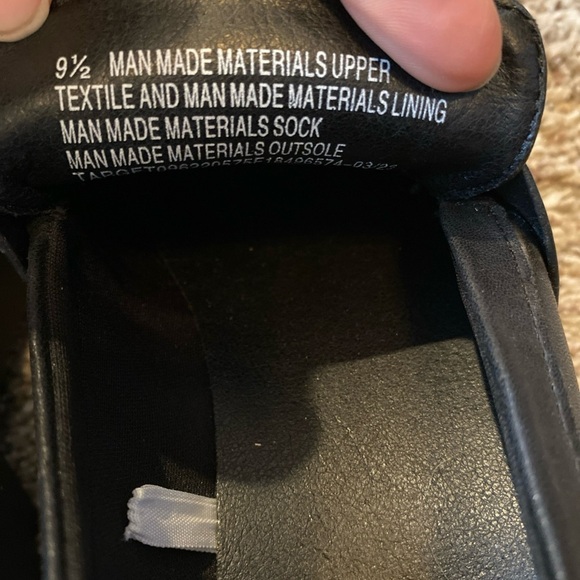 9½ MAN MADE MATERIALS UPPER
TEXTILE AND MAN MADE MATERIALS LINING
MAN MADE MATERIALS SOCK
MAN MADE MATERIALS OUTSOLE